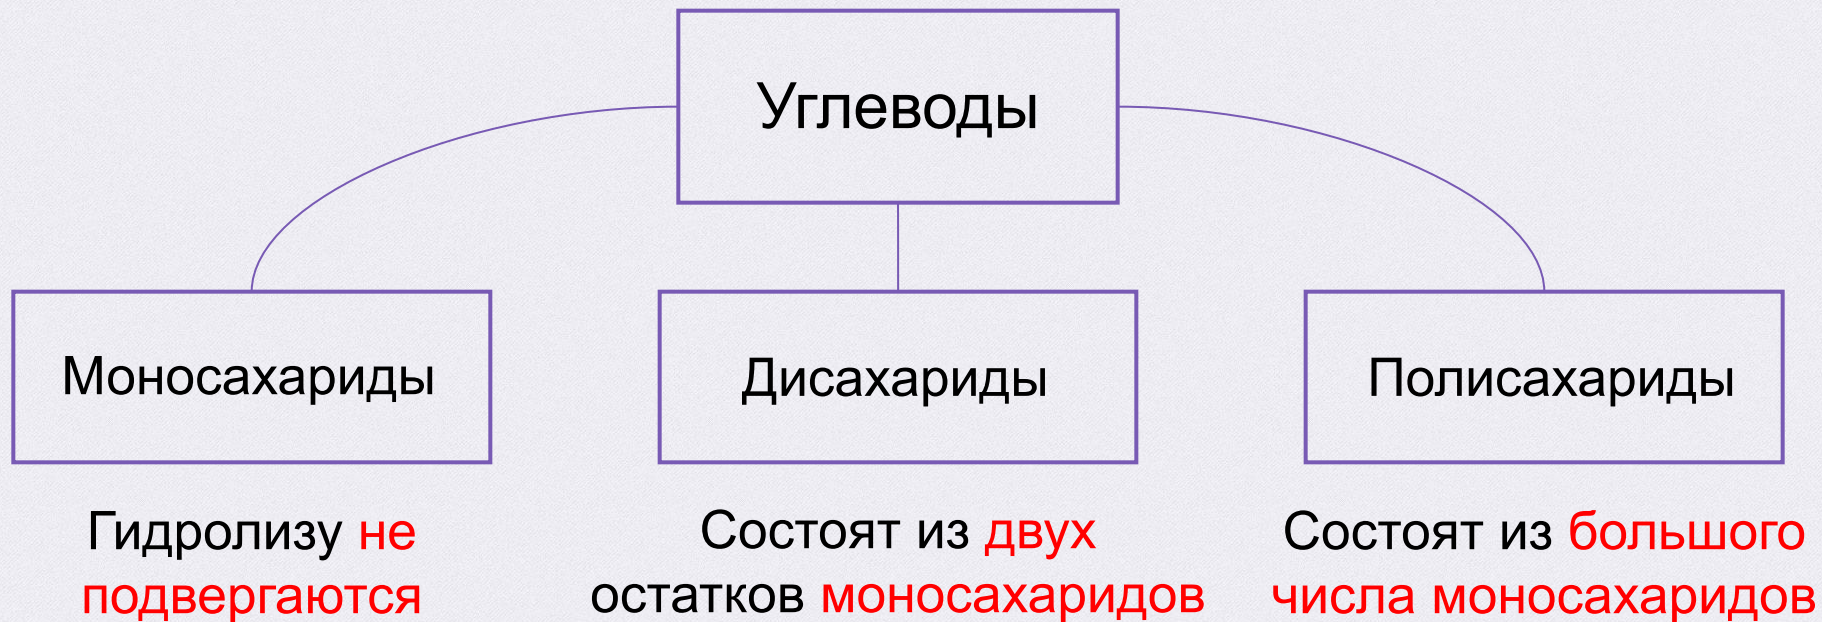 Углеводы
Моносахариды
Дисахариды
Полисахариды
Гидролизу не
подвергаются
Состоят из двух
остатков моносахаридов
Состоят из большого
числа моносахаридов